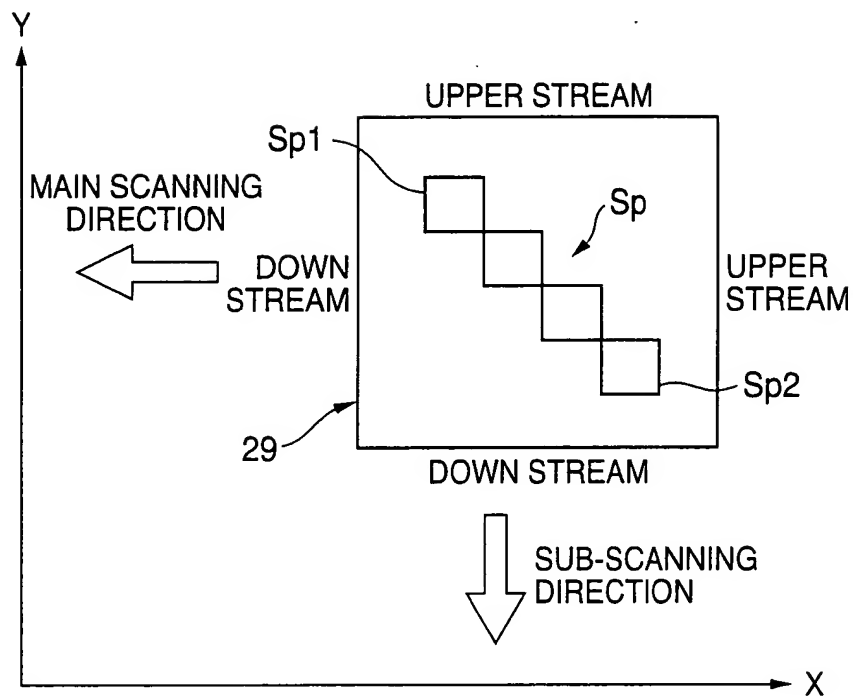 Y
UPPER STREAM
Sp1
MAIN SCANNING
DIRECTION
Sp
DOWN
STREAM
UPPER
STREAM
Sp2
29
DOWN STREAM
SUB-SCANNING
DIRECTION
X